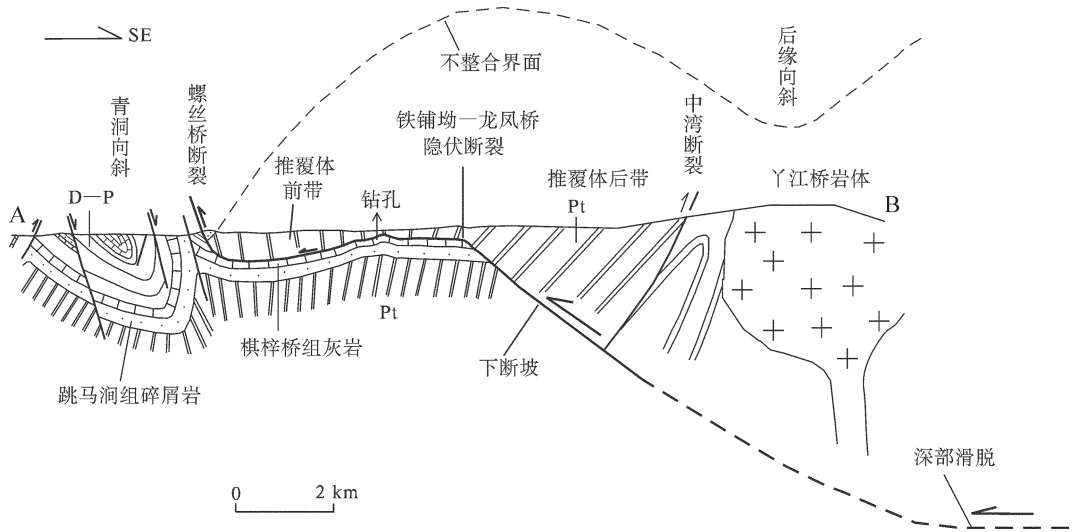 SE
不整合界面
后缘向斜
青洞向斜
螺丝桥断裂
铁铺坳—龙凤桥
隐伏断裂
中湾断裂
推覆体
前带
钻孔
推覆体后带
Pt
丫江桥岩体
A
D—P
B
Pt
棋梓桥组灰岩
下断坡
跳马涧组碎屑岩
深部滑脱
0
2 km